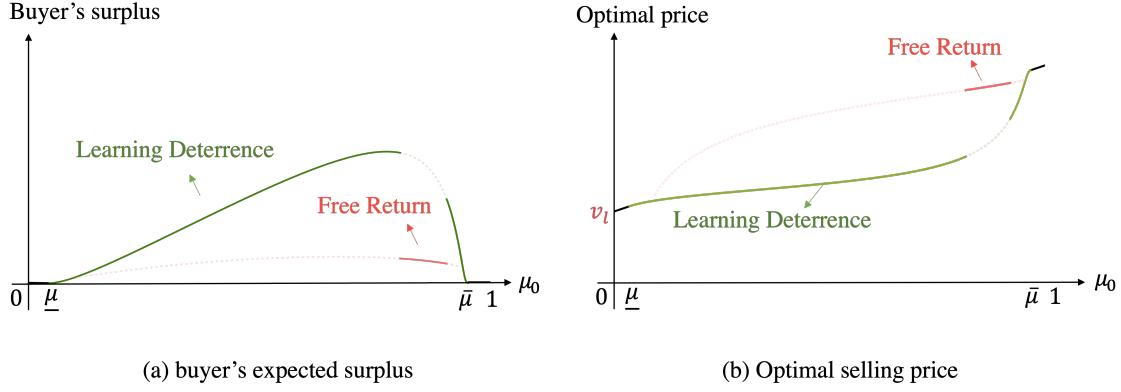 Buyer's surplus
Learning Deterrence
Free Return
0 μ μ̄ 1 μ₀
(a) buyer's expected surplus
Optimal price
Free Return
vₗ
Learning Deterrence
0 μ μ̄ 1 μ₀
(b) Optimal selling price